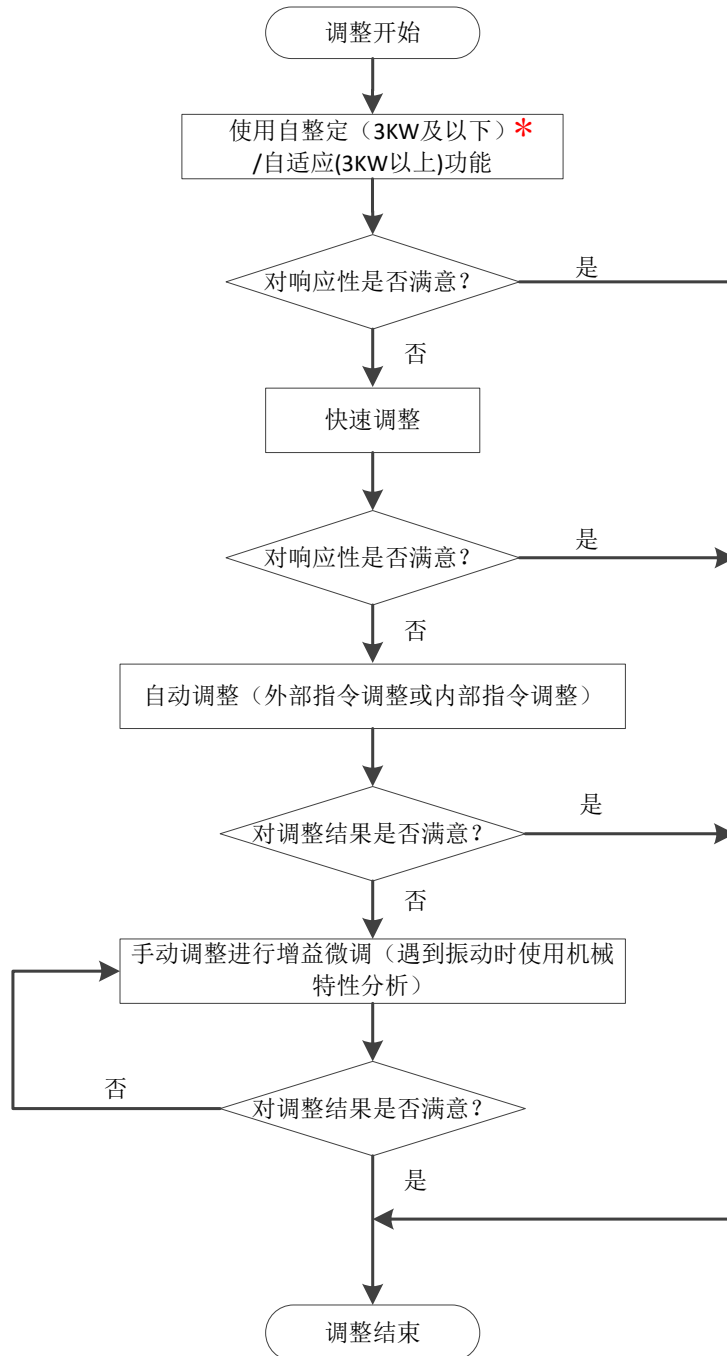 调整开始
使用自整定（3KW及以下）*
/自适应(3KW以上)功能
对响应性是否满意？
是
否
快速调整
对响应性是否满意？
是
否
自动调整（外部指令调整或内部指令调整）
对调整结果是否满意？
是
否
手动调整进行增益微调（遇到振动时使用机械
特性分析）
否
对调整结果是否满意？
是
调整结束